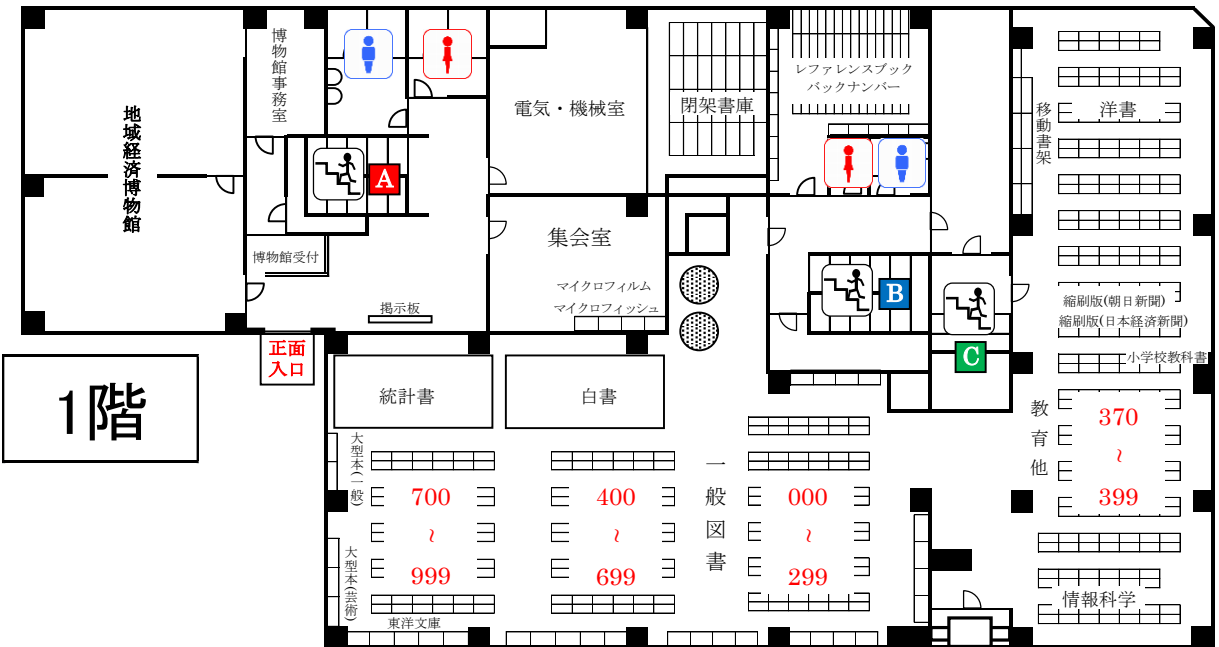 博物館事務室
電気・機械室
閉架書庫
レファレンスブック
バックナンバー
移動書架
洋書
地域経済博物館
A
集会室
博物館受付
マイクロフィルム
マイクロフィッシュ
掲示板
B
C
縮刷版(朝日新聞)
縮刷版(日本経済新聞)
小学校教科書
正面
入口
1階
統計書
白書
大型本(一般)
大型本(芸術)
700
~
999
400
~
699
一般図書
000
~
299
教育他
370
~
399
情報科学
東洋文庫